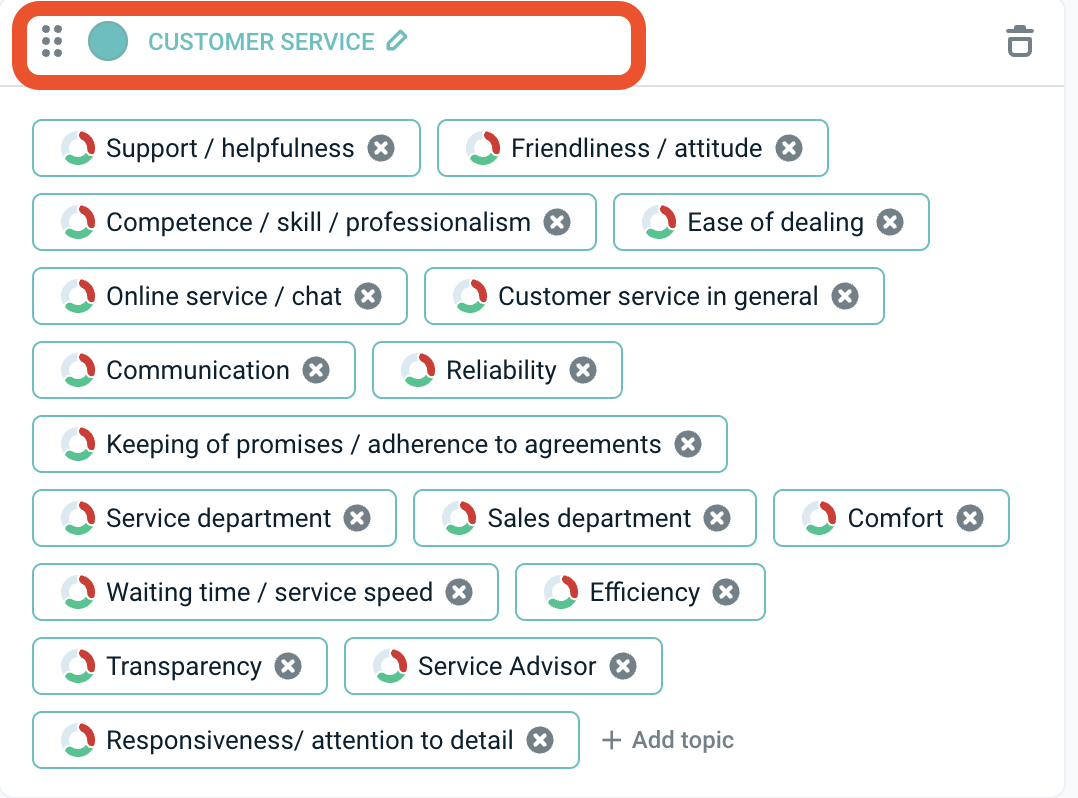 CUSTOMER SERVICE
Support / helpfulness
Friendliness / attitude
Competence / skill / professionalism
Ease of dealing
Online service / chat
Customer service in general
Communication
Reliability
Keeping of promises / adherence to agreements
Service department
Sales department
Comfort
Waiting time / service speed
Efficiency
Transparency
Service Advisor
Responsiveness/ attention to detail
+ Add topic